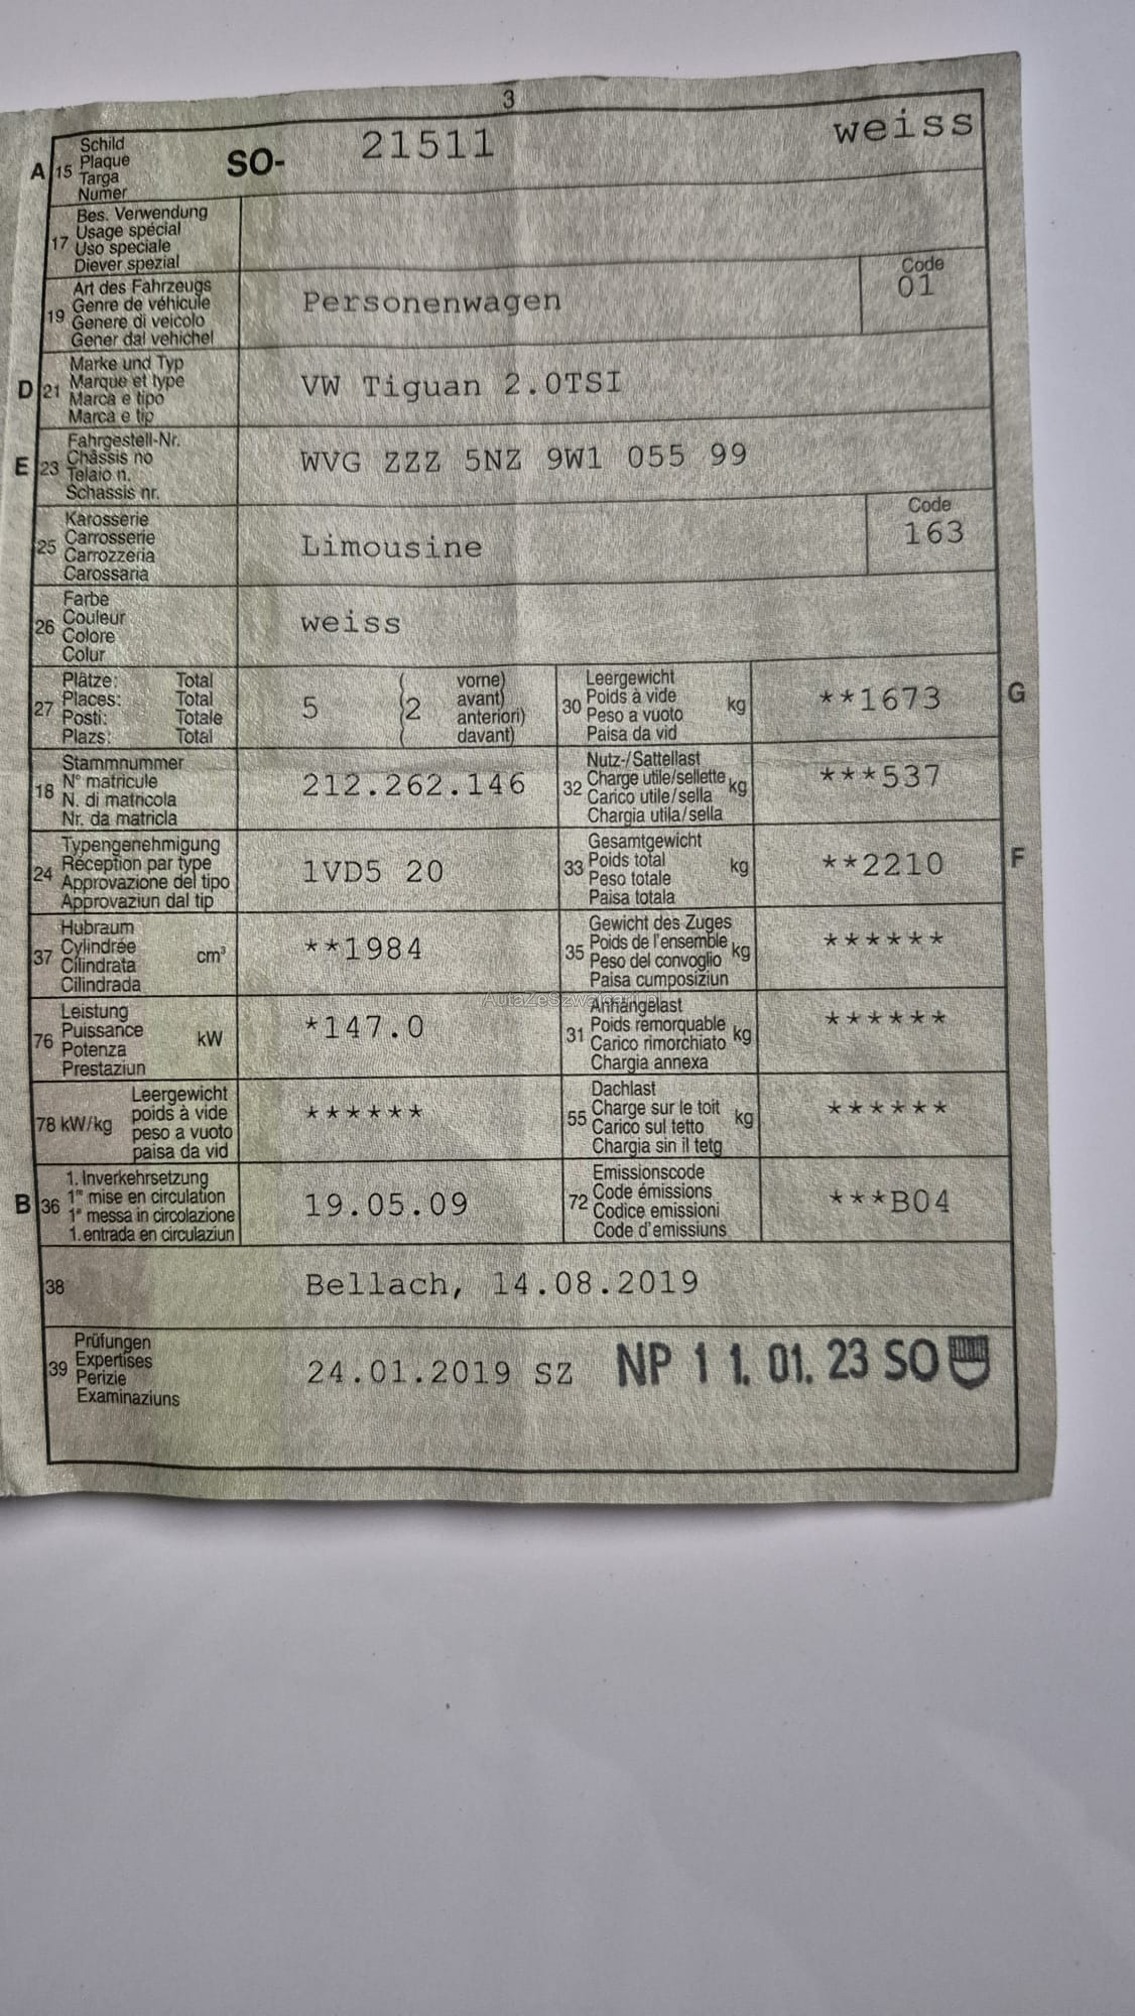 3
A 15 Schild
Plaque
Targa
Numer
SO- 21511 weiss
17 Bes. Verwendung
Usage spécial
Uso speciale
Diever spezial
19 Art des Fahrzeugs
Genre de véhicule
Genere di veicolo
Gener dal vehichel
Personenwagen
Code
01
D 21 Marke und Typ
Marque et type
Marca e tipo
Marca e tip
VW Tiguan 2.0TSI
E 23 Fahrgestell-Nr.
Châssis no
Telaio n.
Schassis nr.
WVG ZZZ 5NZ 9W1 055 99
25 Karosserie
Carrosserie
Carrozzeria
Carossaria
Limousine
Code
163
26 Farbe
Couleur
Colore
Colur
weiss
27 Plätze: Total
Places: Total
Posti: Totale
Plazs: Total
5 (2 vorne)
avant)
anteriori)
davant)
30 Leergewicht
Poids à vide
Peso a vuoto
Paisa da vid
kg **1673 G
18 Stammnummer
N° matricule
N. di matricola
Nr. da matricla
212.262.146
32 Nutz-/Sattellast
Charge utile/sellette
Carico utile/sella
Chargia utila/sella
kg ***537
24 Typengenehmigung
Réception par type
Approvazione del tipo
Approvaziun dal tip
1VD5 20
33 Gesamtgewicht
Poids total
Peso totale
Paisa totala
kg **2210 F
37 Hubraum
Cylindrée
Cilindrata
Cilindrada
cm³ **1984
35 Gewicht des Zuges
Poids de l'ensemble
Peso del convoglio
Paisa cumposiziun
kg ******
76 Leistung
Puissance
Potenza
Prestaziun
kW *147.0
31 Anhängelast
Poids remorquable
Carico rimorchiato
Chargia annexa
kg ******
78 kW/kg Leergewicht
poids à vide
peso a vuoto
paisa da vid
******
55 Dachlast
Charge sur le toit
Carico sul tetto
Chargia sin il tetg
kg ******
B 36 1. Inverkehrsetzung
1re mise en circulation
1a messa in circolazione
1. entrada en circulaziun
19.05.09
72 Emissionscode
Code émissions
Codice emissioni
Code d'emissiuns
***B04
38 Bellach, 14.08.2019
39 Prüfungen
Expertises
Perizie
Examinaziuns
24.01.2019 SZ NP 11. 01. 23 SO